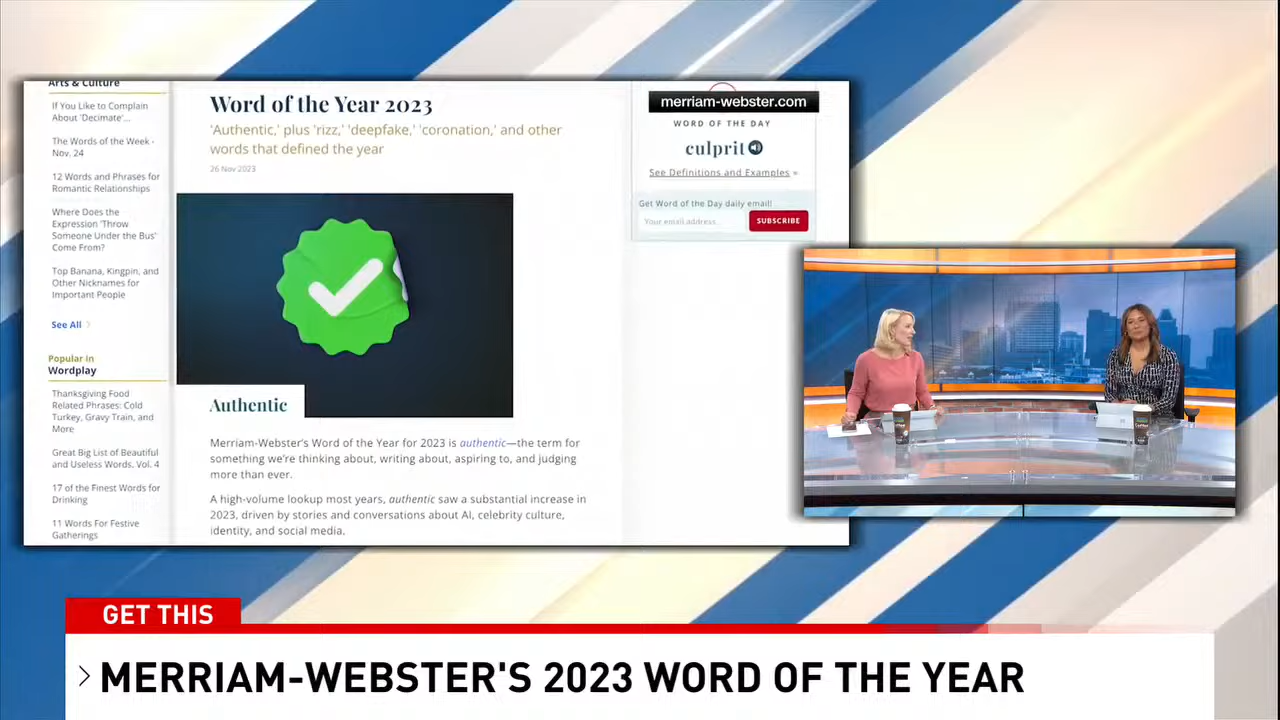 Arts & Culture
If You Like to Complain
About 'Decimate'...
The Words of the Week -
Nov. 24
12 Words and Phrases for
Romantic Relationships
Where Does the
Expression 'Throw
Someone Under the Bus'
Come From?
Top Banana, Kingpin, and
Other Nicknames for
Important People
See All
Popular in
Wordplay
Thanksgiving Food
Related Phrases: Cold
Turkey, Gravy Train, and
More
Great Big List of Beautiful
and Useless Words, Vol. 4
17 of the Finest Words for
Drinking
11 Words For Festive
Gatherings
Word of the Year 2023
'Authentic,' plus 'rizz,' 'deepfake,' 'coronation,' and other
words that defined the year
26 Nov 2023
Authentic
Merriam-Webster's Word of the Year for 2023 is authentic—the term for
something we're thinking about, writing about, aspiring to, and judging
more than ever.
A high-volume lookup most years, authentic saw a substantial increase in
2023, driven by stories and conversations about AI, celebrity culture,
identity, and social media.
merriam-webster.com
WORD OF THE DAY
culprit
See Definitions and Examples »
Get Word of the Day daily email!
Your email address
SUBSCRIBE
GET THIS
MERRIAM-WEBSTER'S 2023 WORD OF THE YEAR